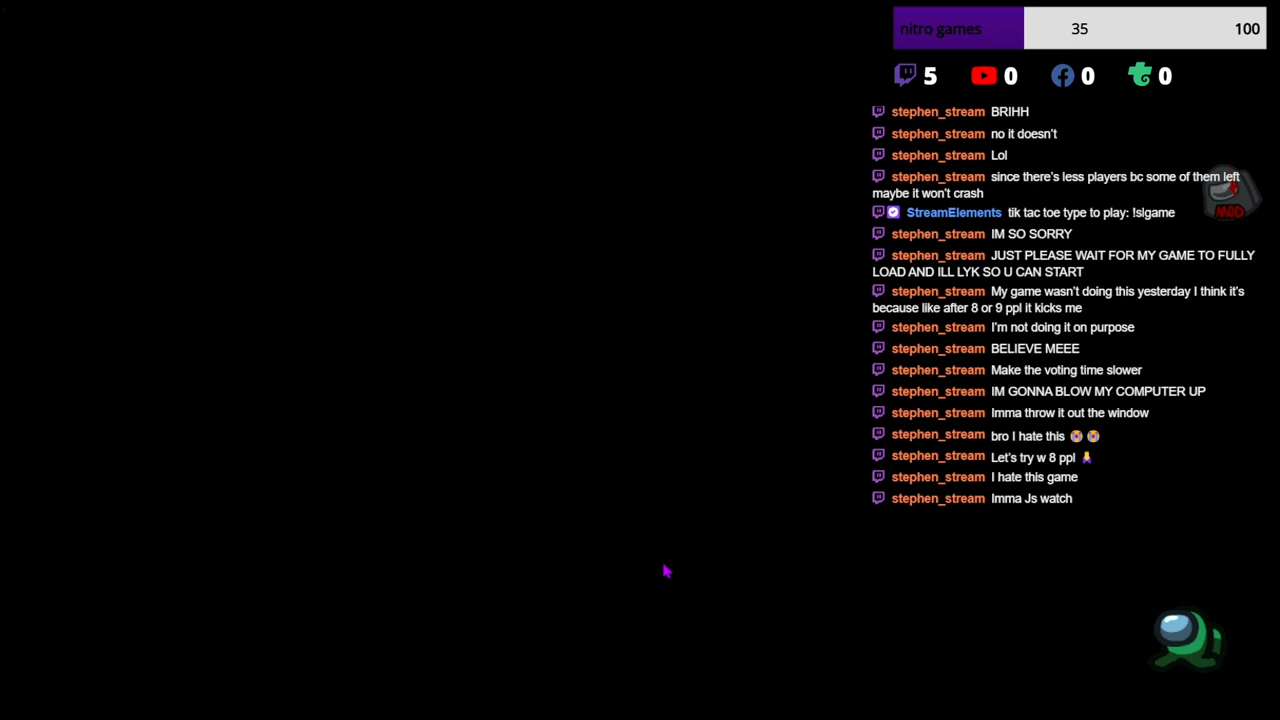 nitro games 35 100
5 0 0 0
stephen_stream BRIHH
stephen_stream no it doesn't
stephen_stream Lol
stephen_stream since there's less players bc some of them left
maybe it won't crash
MOD
StreamElements tik tac toe type to play: !slgame
stephen_stream IM SO SORRY
stephen_stream JUST PLEASE WAIT FOR MY GAME TO FULLY
LOAD AND ILL LYK SO U CAN START
stephen_stream My game wasn't doing this yesterday I think it's
because like after 8 or 9 ppl it kicks me
stephen_stream I'm not doing it on purpose
stephen_stream BELIEVE MEEE
stephen_stream Make the voting time slower
stephen_stream IM GONNA BLOW MY COMPUTER UP
stephen_stream Imma throw it out the window
stephen_stream bro I hate this 😭 😭
stephen_stream Let's try w 8 ppl 🧎
stephen_stream I hate this game
stephen_stream Imma Js watch